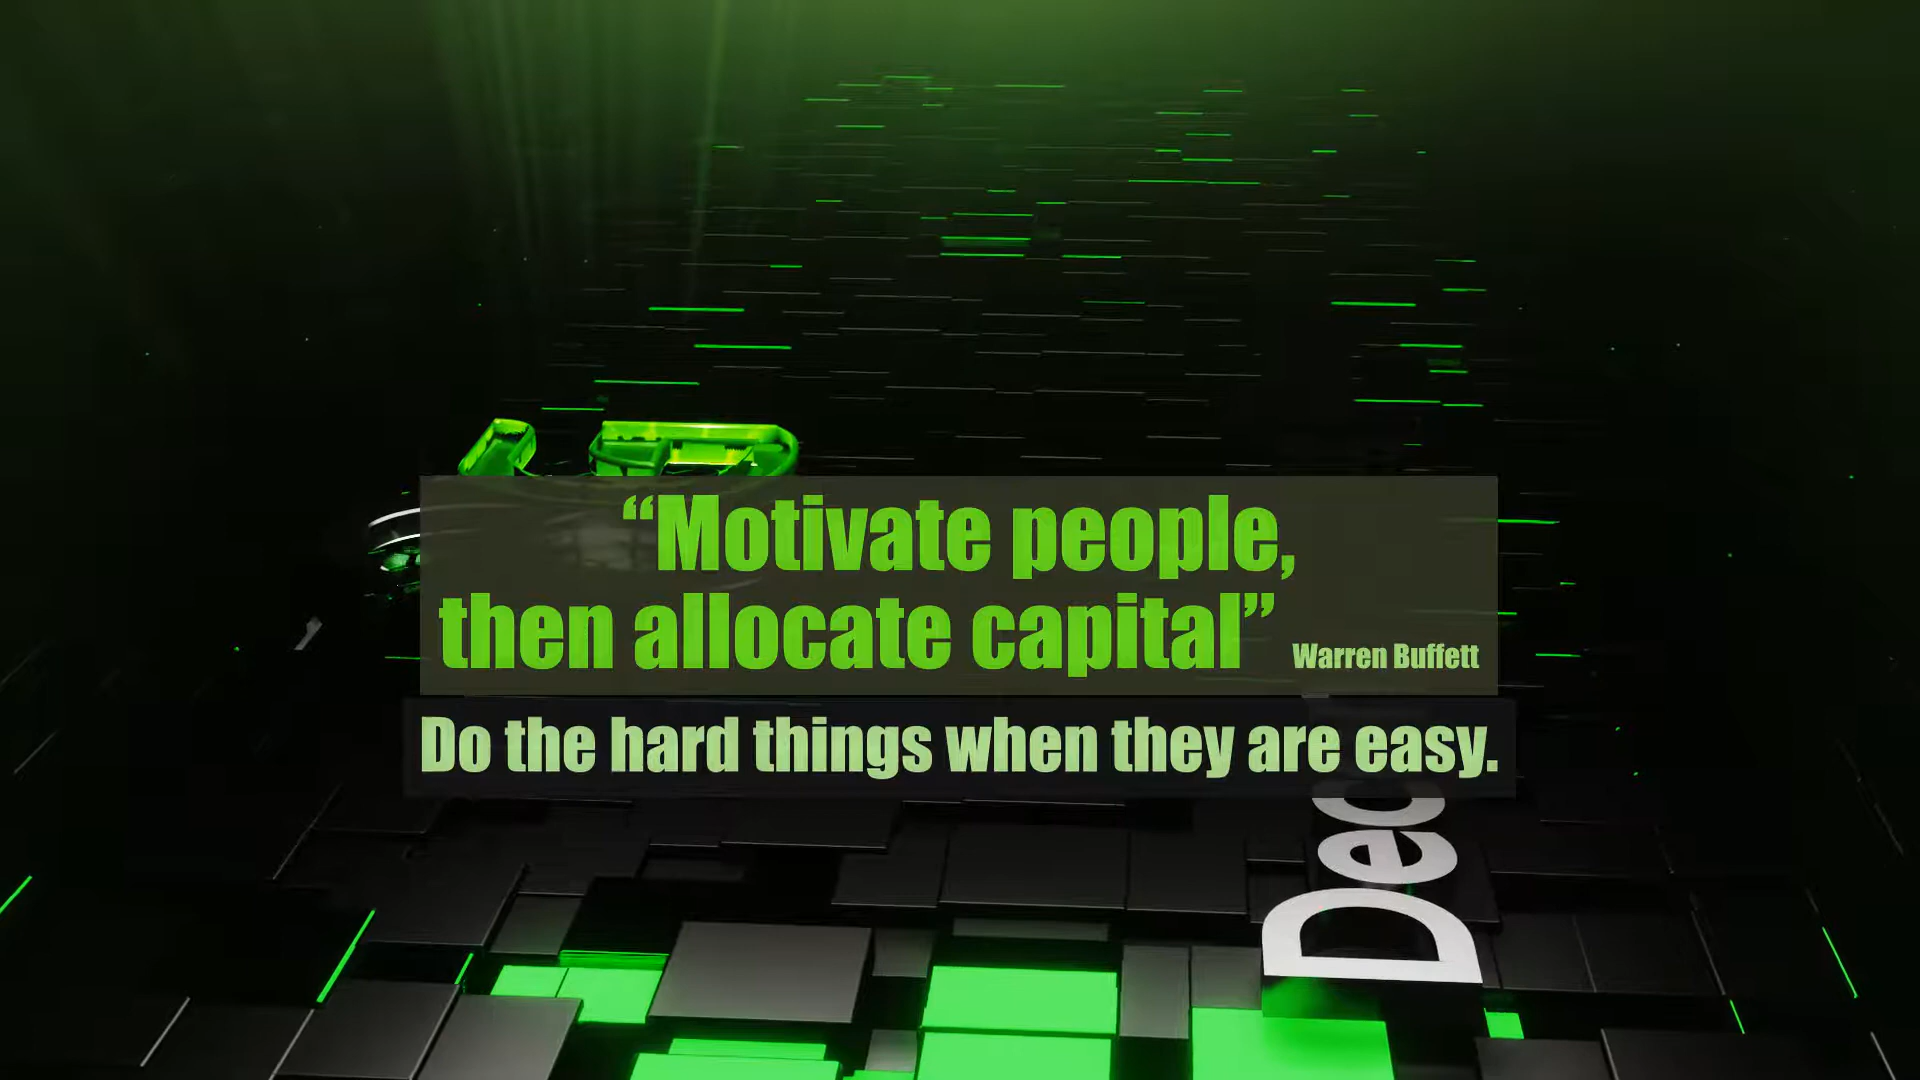 “Motivate people,
then allocate capital”
Warren Buffett
Do the hard things when they are easy.